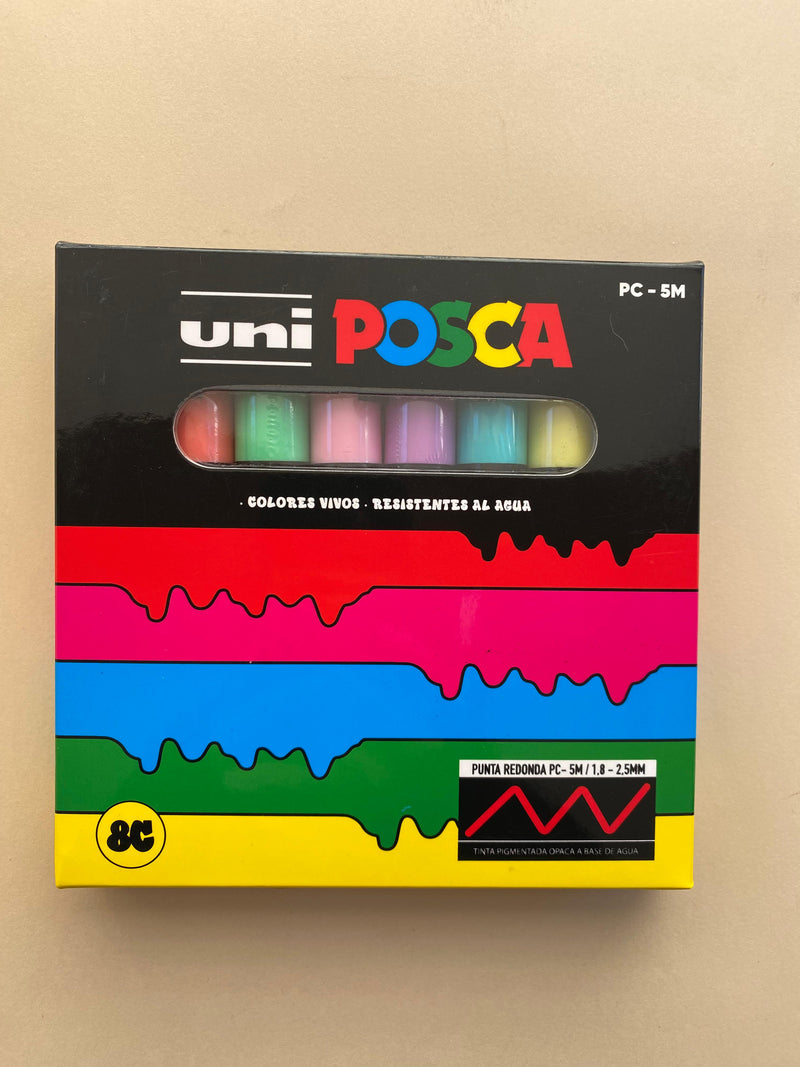 PC - 5M
uni POSCA
· COLORES VIVOS · RESISTENTES AL AGUA
PUNTA REDONDA PC- 5M / 1,8 - 2,5MM
TINTA PIGMENTADA OPACA A BASE DE AGUA
8C